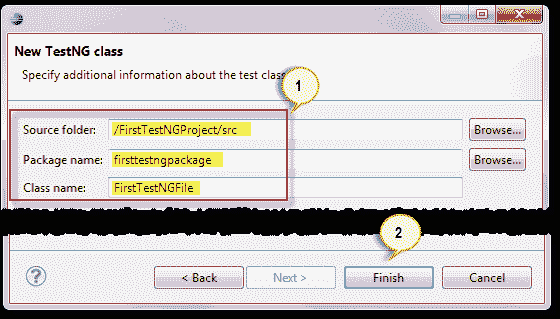 New TestNG class
Specify additional information about the test clas
1
Source folder: /FirstTestNGProject/src Browse...
Package name: firsttestngpackage Browse...
Class name: FirstTestNGFile
2
? < Back Next > Finish Cancel